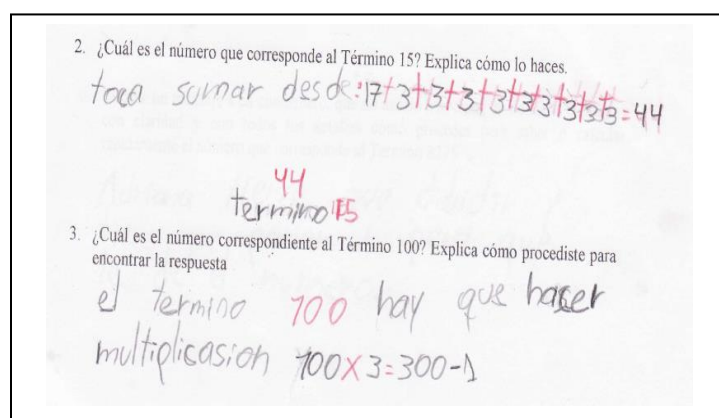 2. ¿Cuál es el número que corresponde al Término 15? Explica cómo lo haces.
toca sumar desde:17+3+3+3+3+3+3+3+3+3=44
44
termino 15
3. ¿Cuál es el número correspondiente al Término 100? Explica cómo procediste para
encontrar la respuesta
el termino 100 hay que hacer
multiplicasion 100x3=300-1